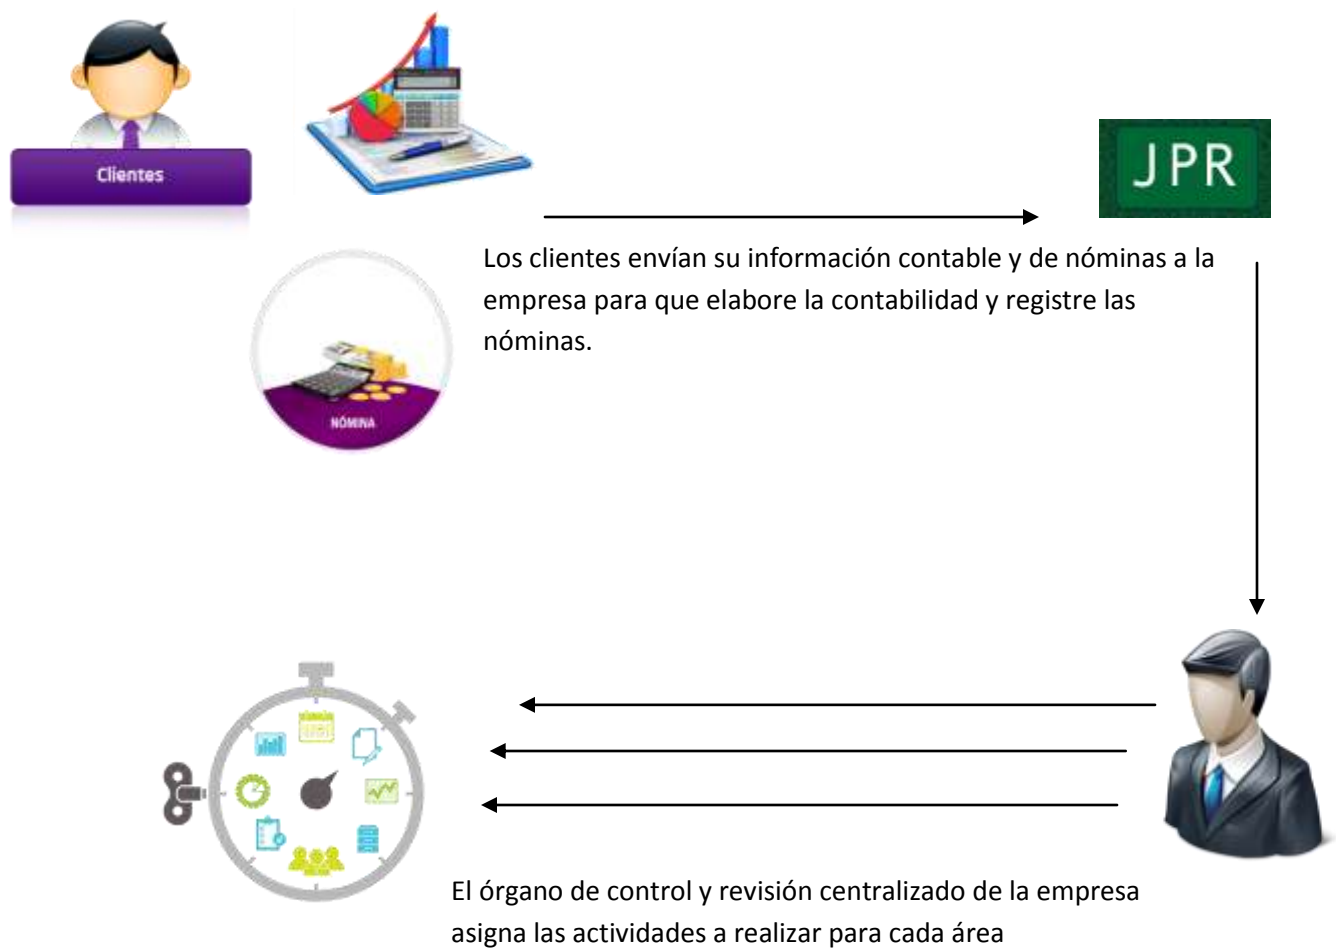 Clientes
JPR
Los clientes envían su información contable y de nóminas a la
empresa para que elabore la contabilidad y registre las
nóminas.
NÓMINA
El órgano de control y revisión centralizado de la empresa
asigna las actividades a realizar para cada área